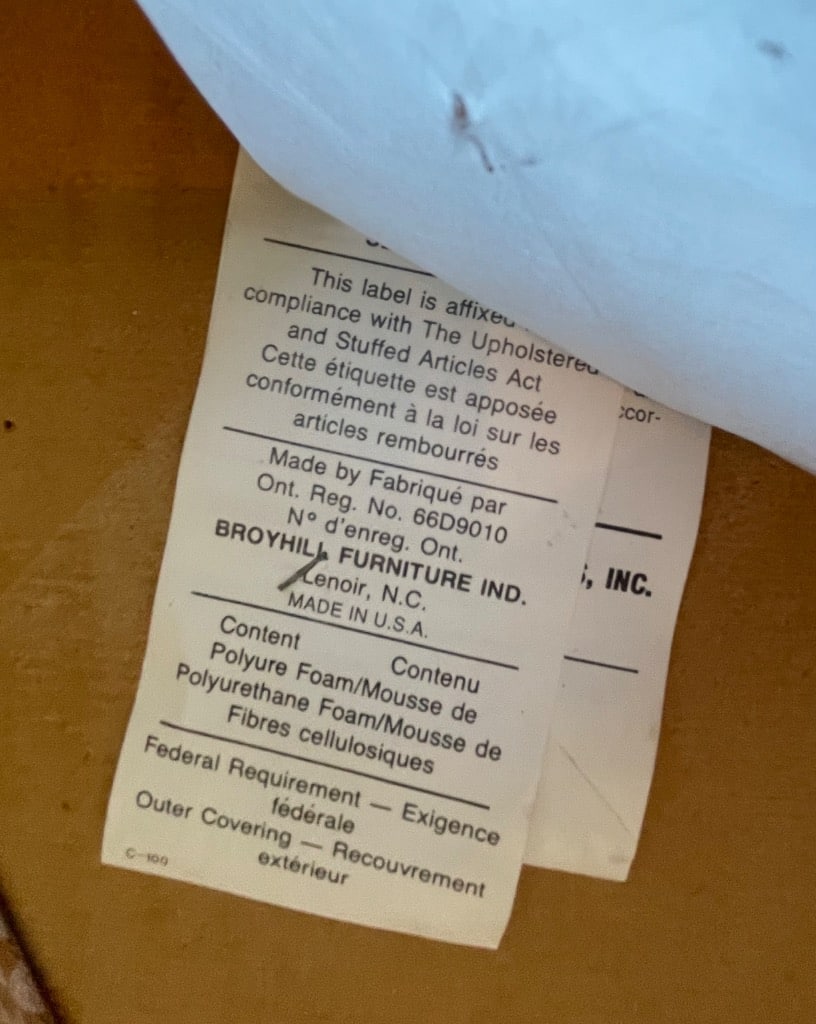 This label is affixed
compliance with The Upholstered
and Stuffed Articles Act
Cette étiquette est apposée
conformément à la loi sur les
articles rembourrés
Made by Fabriqué par
Ont. Reg. No. 66D9010
N° d'enreg. Ont.
BROYHILL FURNITURE IND.
Lenoir, N.C.
MADE IN U.S.A.
Content Contenu
Polyure Foam/Mousse de
Polyurethane Foam/Mousse de
Fibres cellulosiques
Federal Requirement — Exigence
fédérale
Outer Covering — Recouvrement
extérieur
C-100
ccor-
, INC.